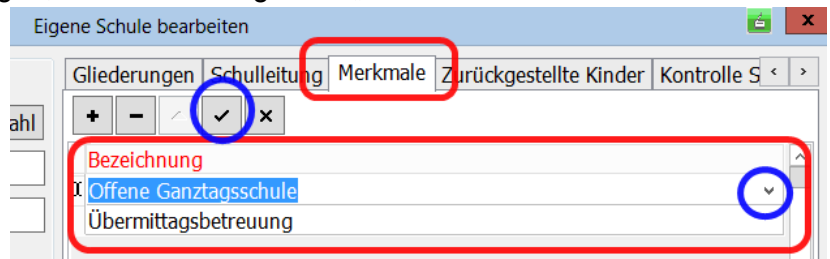 Eigene Schule bearbeiten
Gliederungen Schulleitung Merkmale Zurückgestellte Kinder Kontrolle S
ahl
Bezeichnung
Offene Ganztagsschule
Übermittagsbetreuung